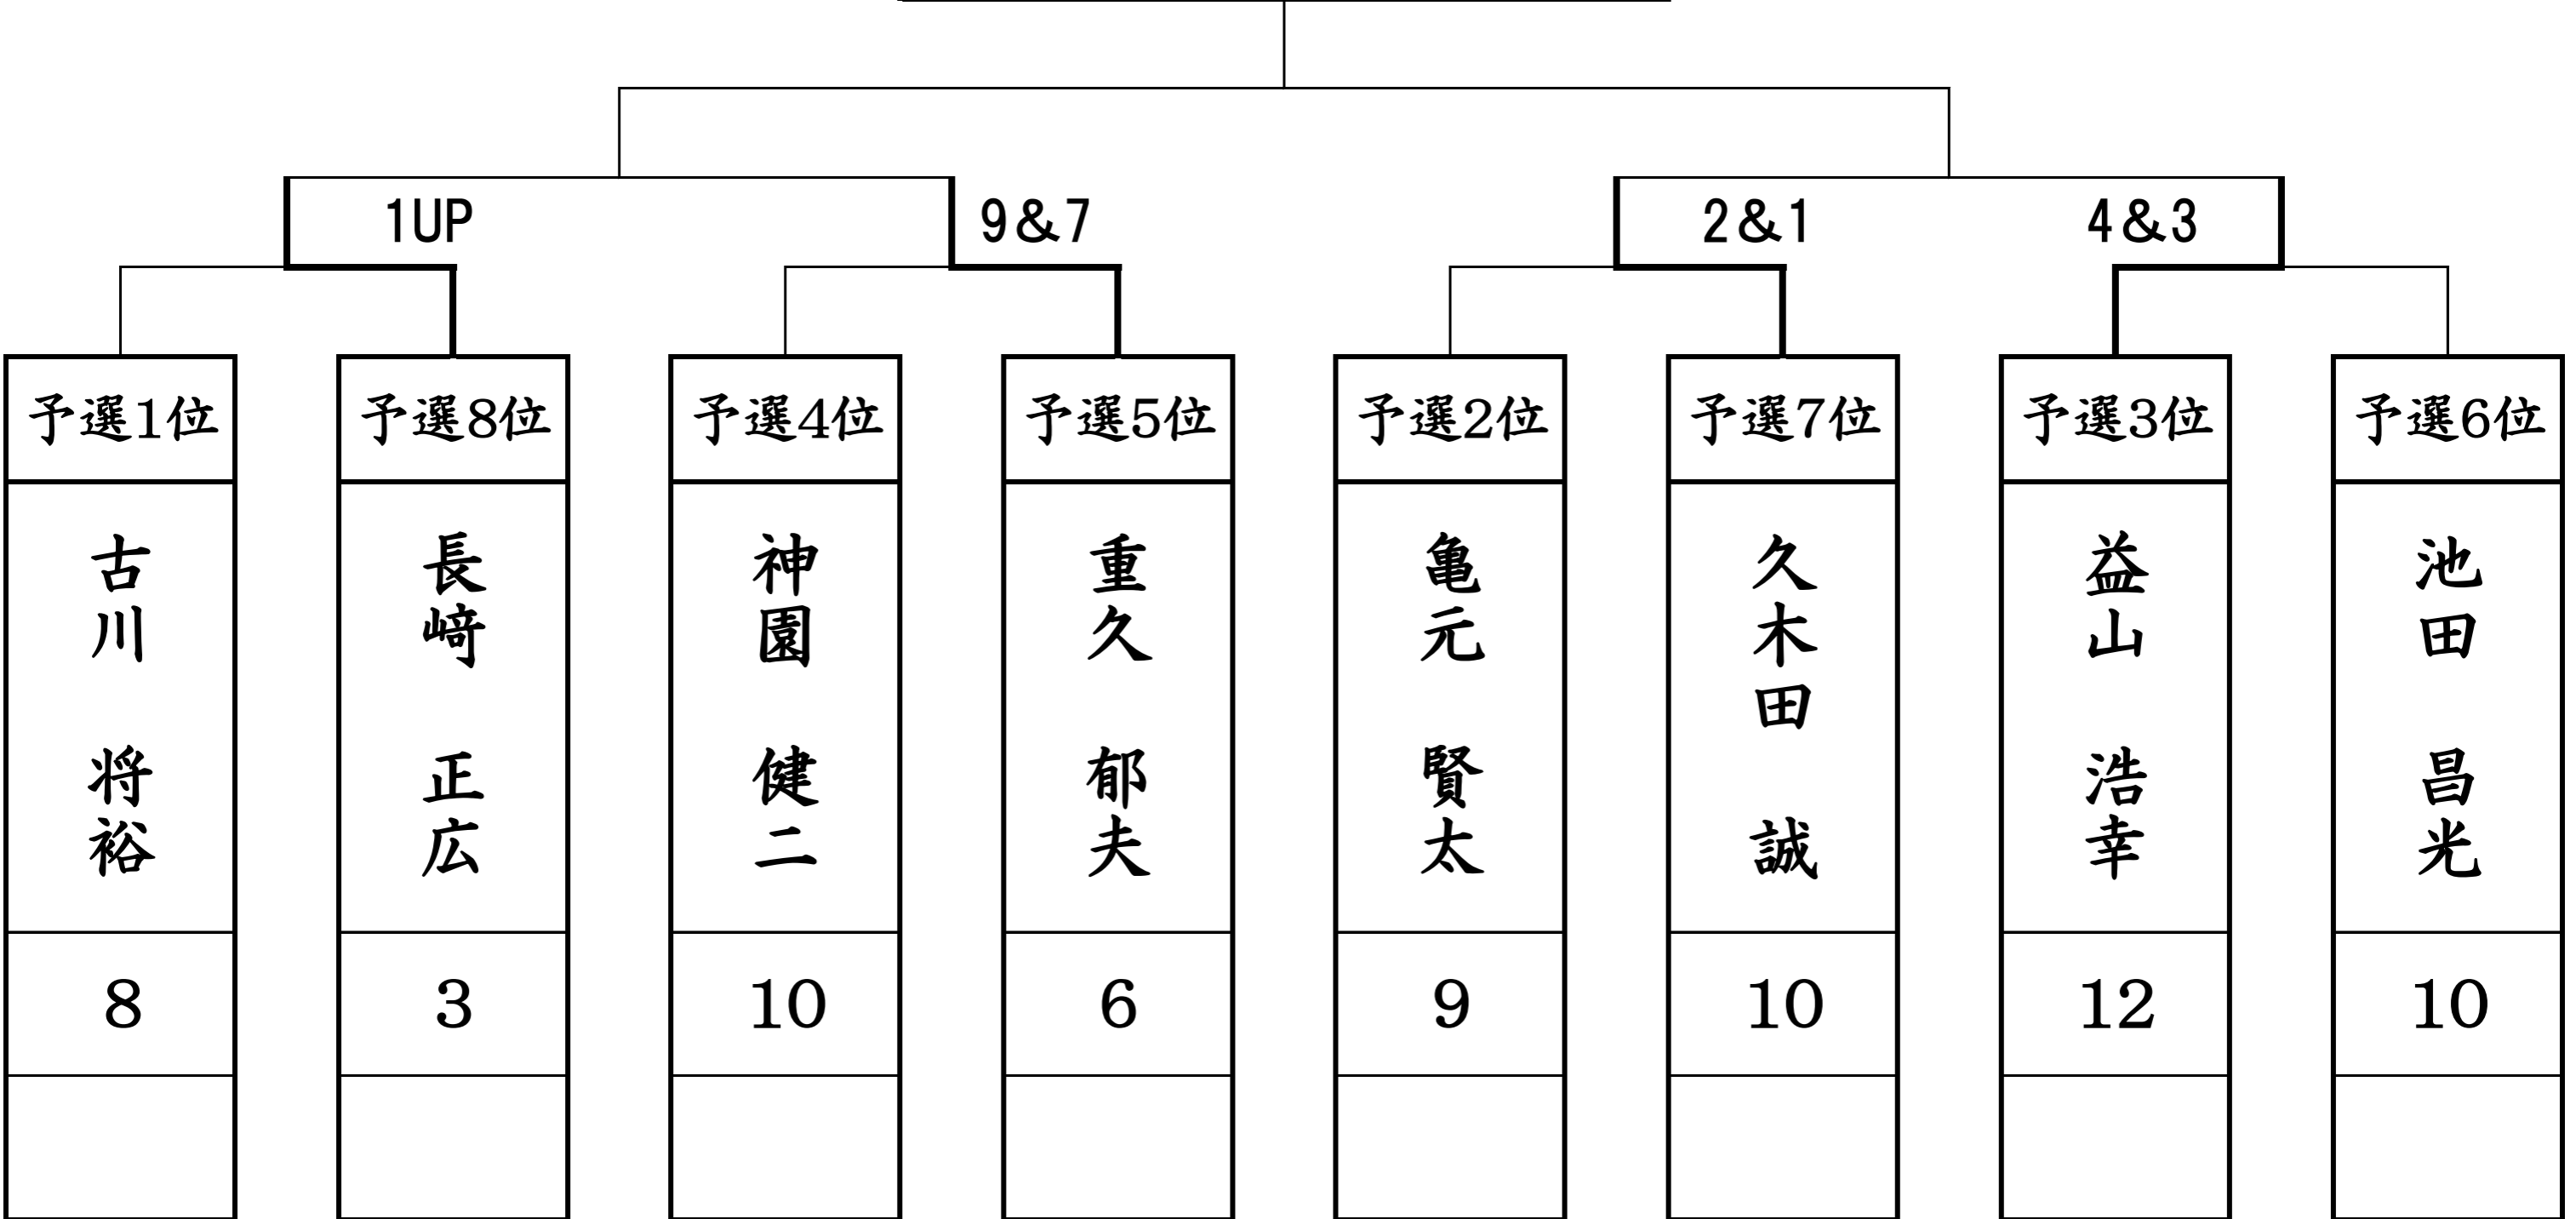 1UP 9&7 2&1 4&3
予選1位 予選8位 予選4位 予選5位 予選2位 予選7位 予選3位 予選6位
古川 将裕
長﨑 正広
神園 健二
重久 郁夫
亀元 賢太
久木田 誠
益山 浩幸
池田 昌光
8 3 10 6 9 10 12 10